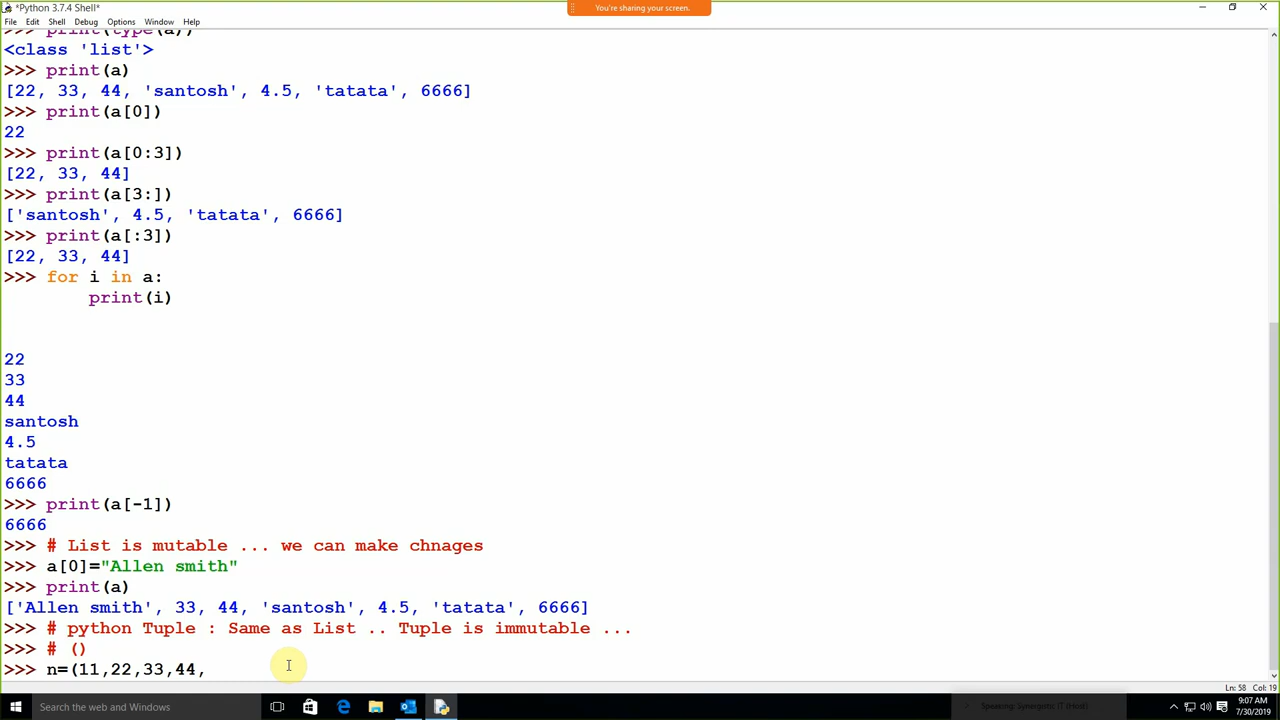 *Python 3.7.4 Shell*
You're sharing your screen.
File Edit Shell Debug Options Window Help
>>> print(type(a))
<class 'list'>
>>> print(a)
[22, 33, 44, 'santosh', 4.5, 'tatata', 6666]
>>> print(a[0])
22
>>> print(a[0:3])
[22, 33, 44]
>>> print(a[3:])
['santosh', 4.5, 'tatata', 6666]
>>> print(a[:3])
[22, 33, 44]
>>> for i in a:
print(i)
22
33
44
santosh
4.5
tatata
6666
>>> print(a[-1])
6666
>>> # List is mutable ... we can make chnages
>>> a[0]="Allen smith"
>>> print(a)
['Allen smith', 33, 44, 'santosh', 4.5, 'tatata', 6666]
>>> # python Tuple : Same as List .. Tuple is immutable ...
>>> # ()
>>> n=(11,22,33,44,
Ln: 58 Col: 19
Search the web and Windows
Speaking: Synergetic IT (Host)
9:07 AM
7/30/2019